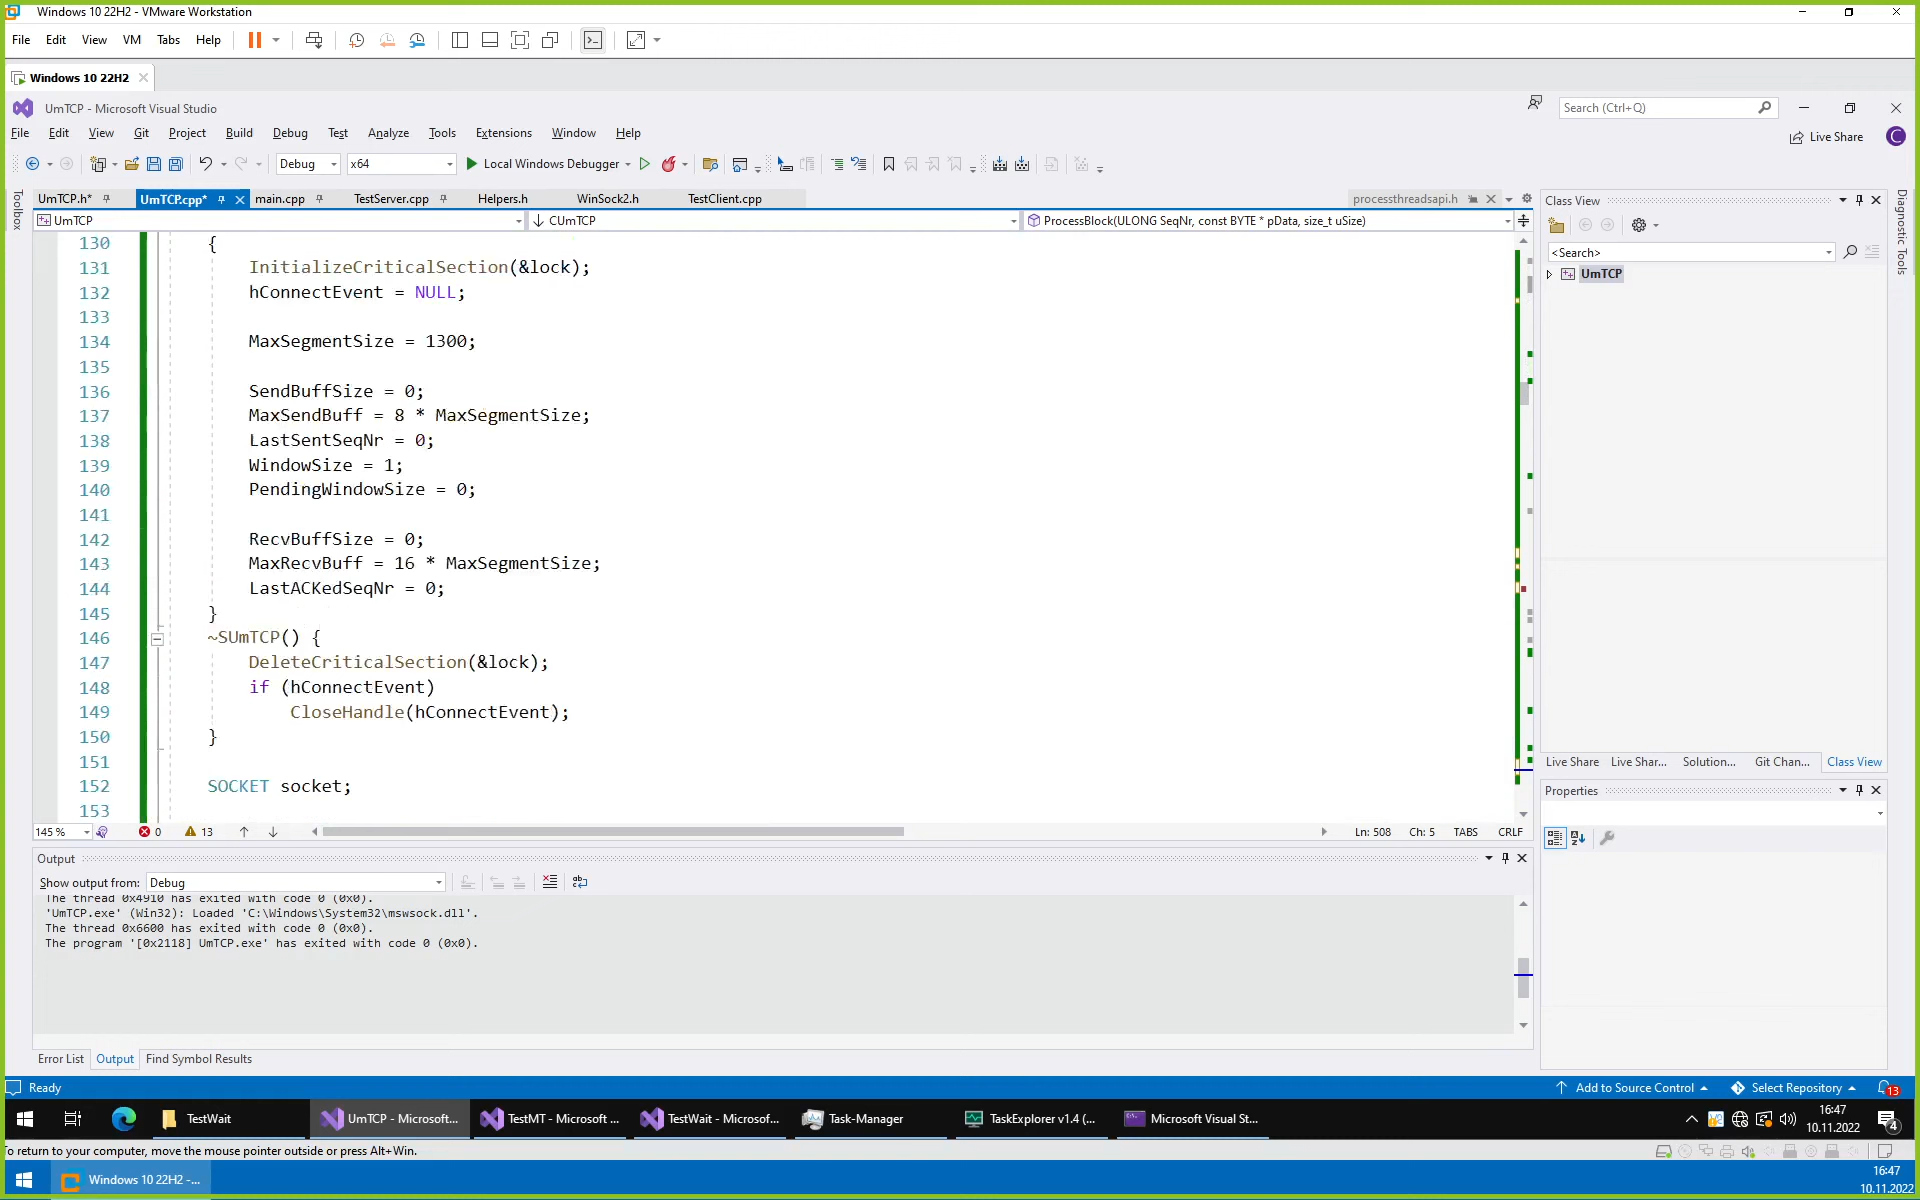 Windows 10 22H2 - VMware Workstation
File Edit View VM Tabs Help
Windows 10 22H2
UmTCP - Microsoft Visual Studio
Search (Ctrl+Q)
File Edit View Git Project Build Debug Test Analyze Tools Extensions Window Help
Live Share
C
Debug x64 Local Windows Debugger
Toolbox
UmTCP.h* UmTCP.cpp* main.cpp TestServer.cpp Helpers.h WinSock2.h TestClient.cpp processthreadsapi.h
UmTCP CUmTCP ProcessBlock(ULONG SeqNr, const BYTE * pData, size_t uSize)
130 {
131 InitializeCriticalSection(&lock);
132 hConnectEvent = NULL;
133
134 MaxSegmentSize = 1300;
135
136 SendBuffSize = 0;
137 MaxSendBuff = 8 * MaxSegmentSize;
138 LastSentSeqNr = 0;
139 WindowSize = 1;
140 PendingWindowSize = 0;
141
142 RecvBuffSize = 0;
143 MaxRecvBuff = 16 * MaxSegmentSize;
144 LastACKedSeqNr = 0;
145 }
146 ~SUmTCP() {
147 DeleteCriticalSection(&lock);
148 if (hConnectEvent)
149 CloseHandle(hConnectEvent);
150 }
151
152 SOCKET socket;
153
145 % 0 13 Ln: 508 Ch: 5 TABS CRLF
Class View
<Search>
UmTCP
Diagnostic Tools
Live Share Live Shar... Solution... Git Chan... Class View
Properties
Output
Show output from: Debug
The thread 0x4910 has exited with code 0 (0x0).
'UmTCP.exe' (Win32): Loaded 'C:\Windows\System32\mswsock.dll'.
The thread 0x6600 has exited with code 0 (0x0).
The program '[0x2118] UmTCP.exe' has exited with code 0 (0x0).
Error List Output Find Symbol Results
Ready Add to Source Control Select Repository 13
TestWait UmTCP - Microsoft... TestMT - Microsoft ... TestWait - Microsof... Task-Manager TaskExplorer v1.4 (... Microsoft Visual St...
16:47
10.11.2022
4
To return to your computer, move the mouse pointer outside or press Alt+Win.
Windows 10 22H2 -...
16:47
10.11.2022